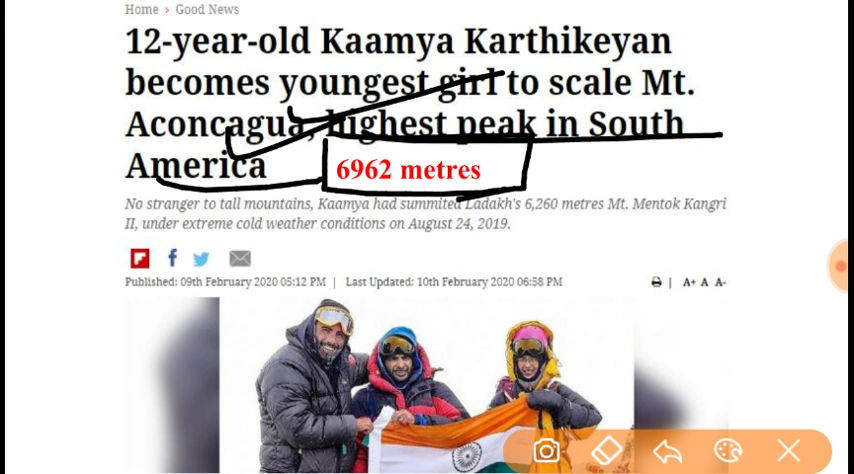 Home > Good News
12-year-old Kaamya Karthikeyan
becomes youngest girl to scale Mt.
Aconcagua, highest peak in South
America
6962 metres
No stranger to tall mountains, Kaamya had summited Ladakh's 6,260 metres Mt. Mentok Kangri
II, under extreme cold weather conditions on August 24, 2019.
Published: 09th February 2020 05:12 PM | Last Updated: 10th February 2020 06:58 PM | A+ A A-